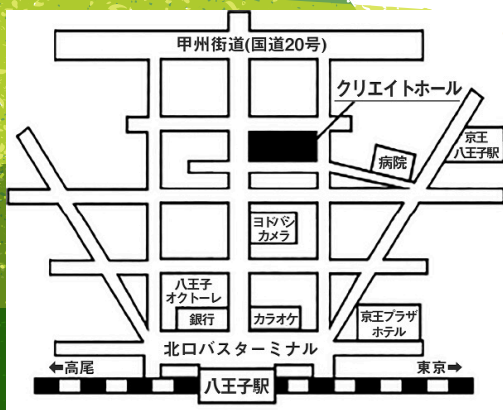 甲州街道(国道20号)
クリエイトホール
京王
八王子駅
病院
ヨドバシ
カメラ
八王子
オクトーレ
銀行
カラオケ
京王プラザ
ホテル
北口バスターミナル
←高尾
東京→
八王子駅